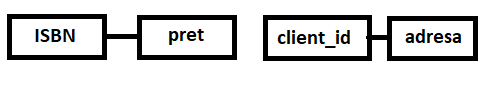 ISBN pret client_id adresa